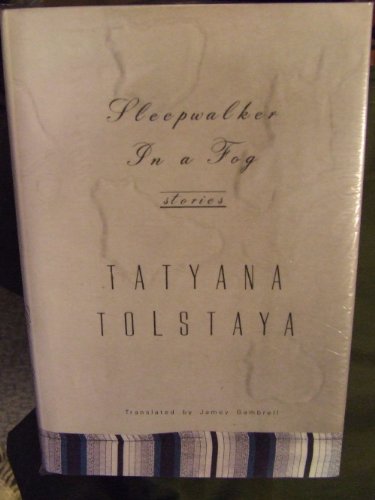 Sleepwalker
In a Fog
stories
TATYANA
TOLSTAYA
Translated by Jamey Gambrell